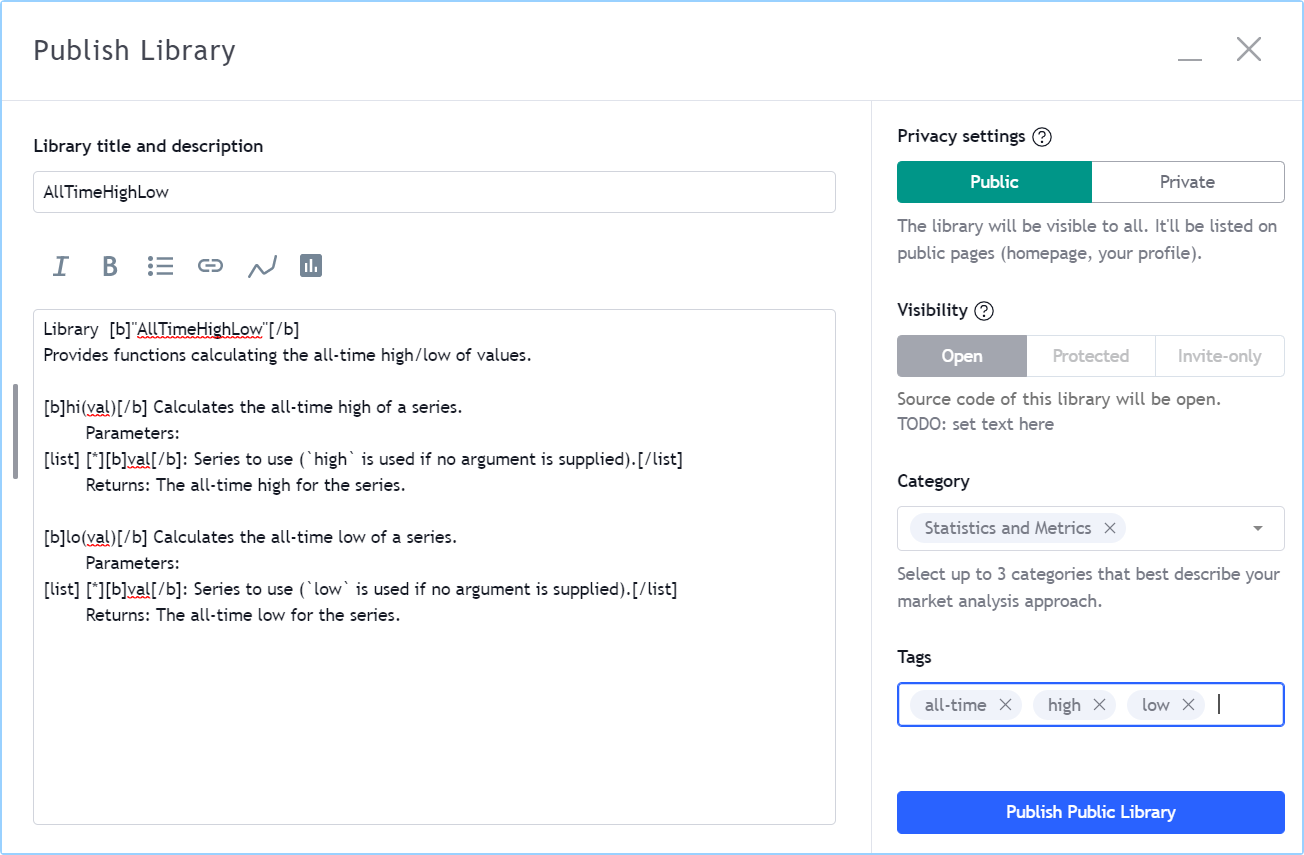 Publish Library
Library title and description
AllTimeHighLow
I B
Library [b]"AllTimeHighLow"[/b]
Provides functions calculating the all-time high/low of values.
[b]hi(val)[/b] Calculates the all-time high of a series.
Parameters:
[list] [*][b]val[/b]: Series to use (`high` is used if no argument is supplied).[/list]
Returns: The all-time high for the series.
[b]lo(val)[/b] Calculates the all-time low of a series.
Parameters:
[list] [*][b]val[/b]: Series to use (`low` is used if no argument is supplied).[/list]
Returns: The all-time low for the series.
Privacy settings ?
Public Private
The library will be visible to all. It'll be listed on
public pages (homepage, your profile).
Visibility ?
Open Protected Invite-only
Source code of this library will be open.
TODO: set text here
Category
Statistics and Metrics
Select up to 3 categories that best describe your
market analysis approach.
Tags
all-time high low
Publish Public Library